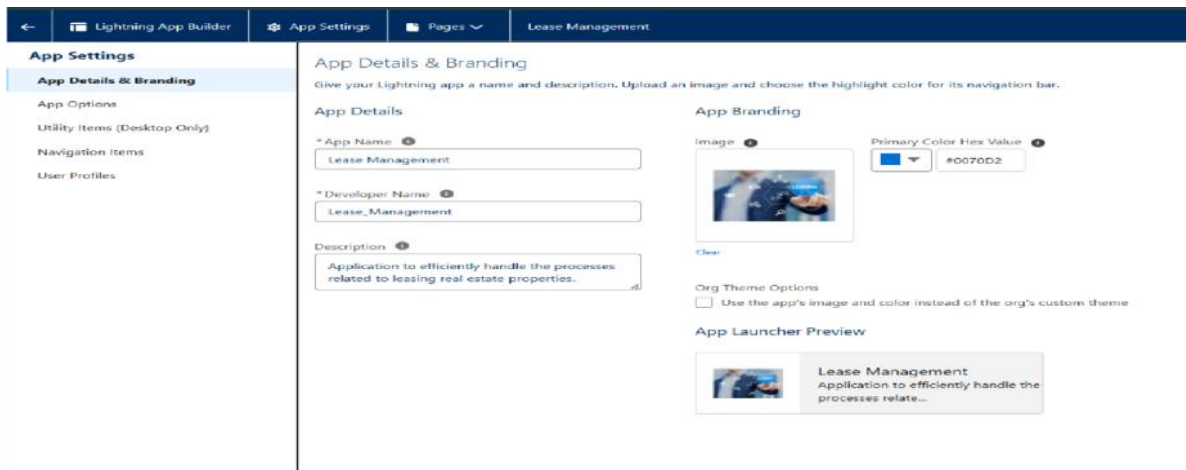 Lightning App Builder
App Settings
Pages
Lease Management
App Settings
App Details & Branding
App Options
Utility Items (Desktop Only)
Navigation Items
User Profiles
App Details & Branding
Give your Lightning app a name and description. Upload an image and choose the highlight color for its navigation bar.
App Details
*App Name
Lease Management
*Developer Name
Lease_Management
Description
Application to efficiently handle the processes
related to leasing real estate properties.
App Branding
Image
Primary Color Hex Value
#0070D2
Clear
Org Theme Options
Use the app's image and color instead of the org's custom theme
App Launcher Preview
Lease Management
Application to efficiently handle the
processes relate...